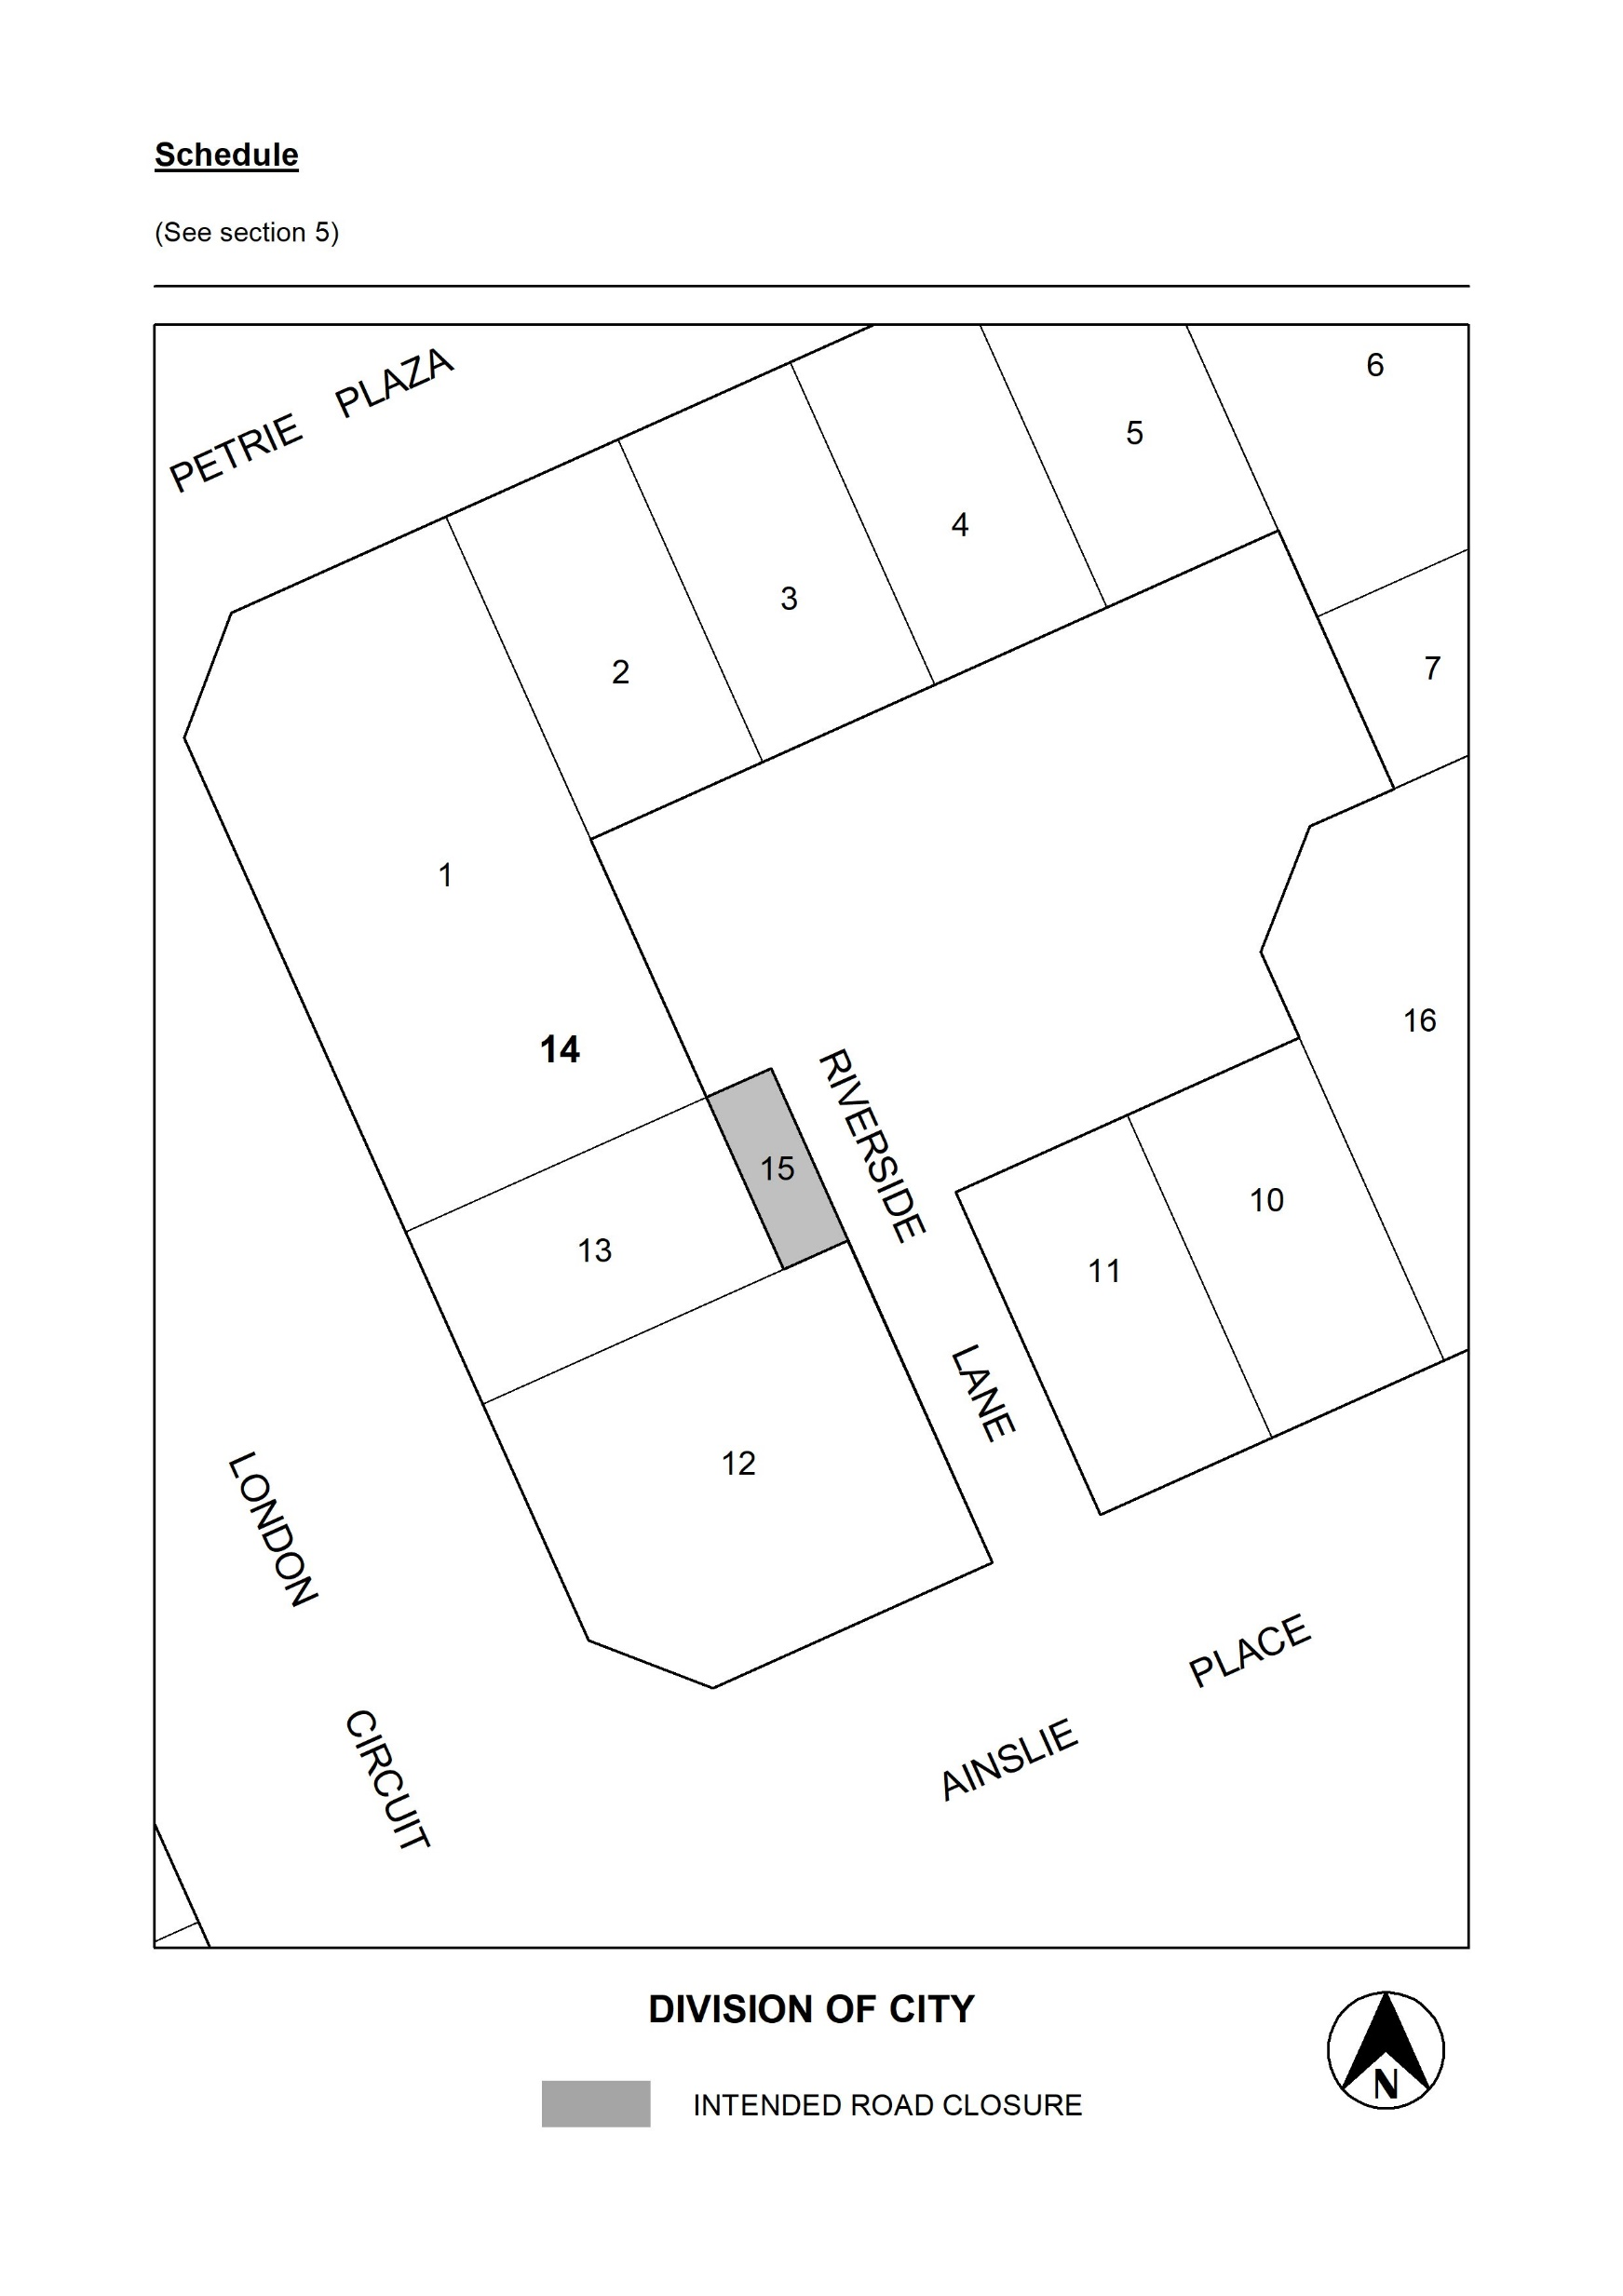 Schedule
(See section 5)
PETRIE PLAZA
6
5
4
3
2
7
1
16
14
RIVERSIDE LANE
15
10
13
11
12
LONDON CIRCUIT
AINSLIE PLACE
DIVISION OF CITY
INTENDED ROAD CLOSURE
N